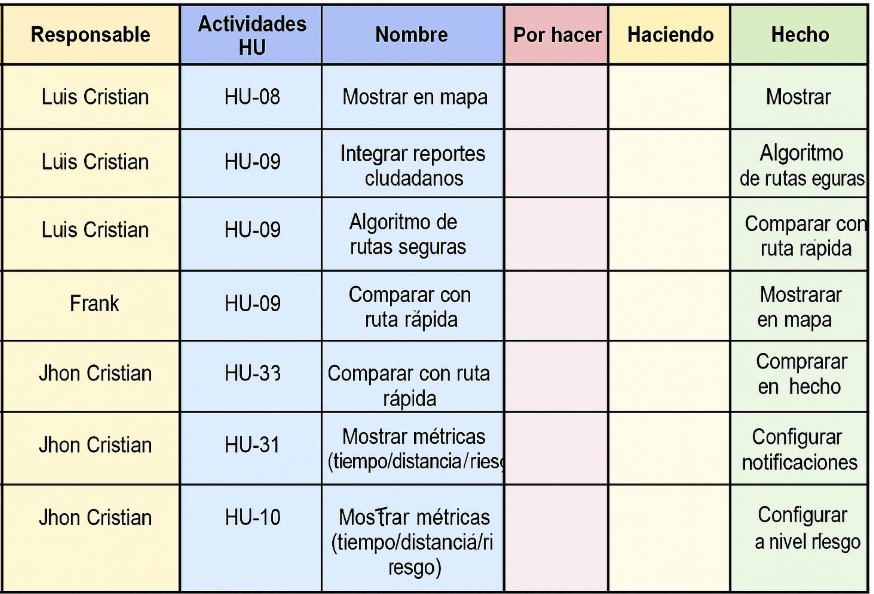 Responsable
Actividades
HU
Nombre
Por hacer
Haciendo
Hecho
Luis Cristian
HU-08
Mostrar en mapa
Mostrar
Luïs Cristian
HU-09
Integrar reportes
cludadanos
Algoritmo
de rutas eguras
Luis Cristian
HU-09
Algoritmo de
rutas seguras
Comparar con
ruta rápida
Frank
HU-09
Comparar con
ruta rápida
Mostrarar
en mapa
Jhon Cristian
HU-33
Comparar con ruta
rápida
Comprarar
en hecho
Jhon Cristian
HU-31
Mostrar métricas
(tiempo/distancia/riesg
Configurar
notificaciones
Jhon Cristian
HU-10
Mostrar métricas
(tiempo/distanciá/ri
resgo)
Configurar
a nivel rlesgo